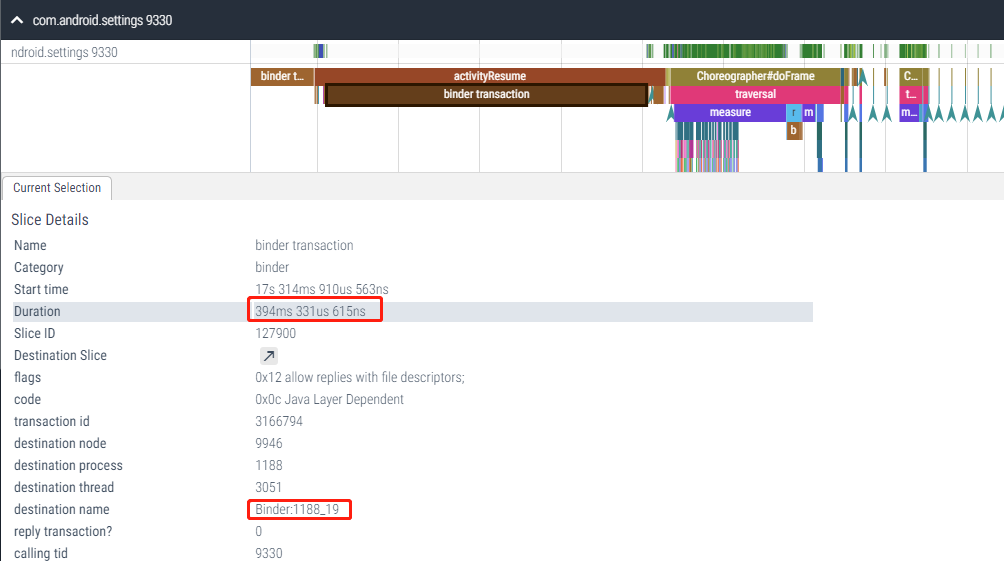 com.android.settings 9330
ndroid.settings 9330
binder t... activityResume Choreographer#doFrame C...
binder transaction traversal t...
measure r m m...
b
Current Selection
Slice Details
Name binder transaction
Category binder
Start time 17s 314ms 910us 563ns
Duration 394ms 331us 615ns
Slice ID 127900
Destination Slice
flags 0x12 allow replies with file descriptors;
code 0x0c Java Layer Dependent
transaction id 3166794
destination node 9946
destination process 1188
destination thread 3051
destination name Binder:1188_19
reply transaction? 0
calling tid 9330